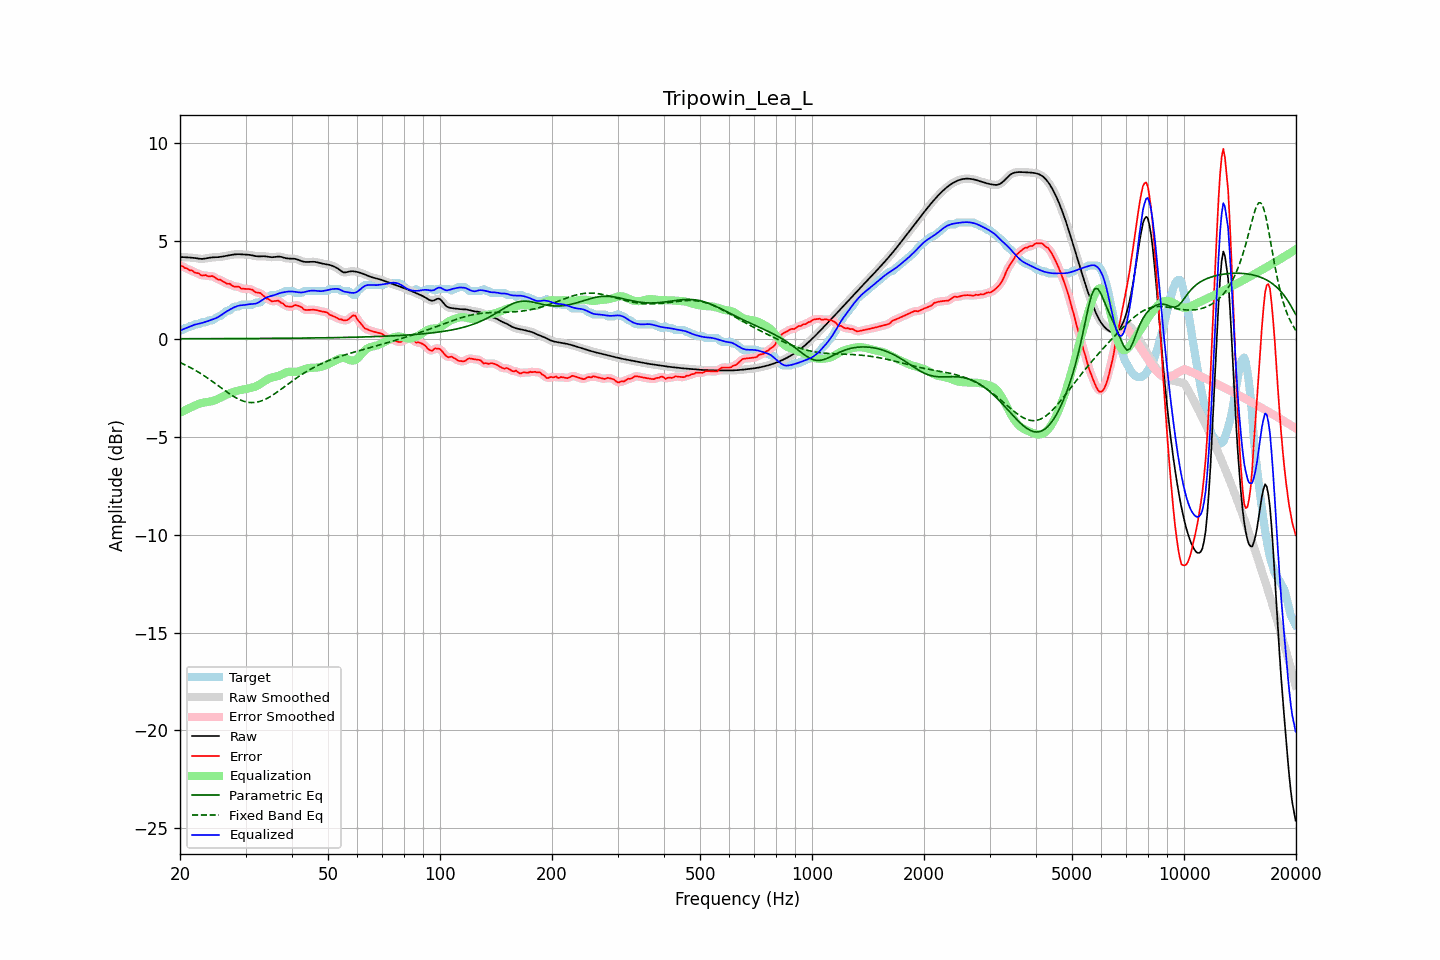 Tripowin_Lea_L
Amplitude (dBr)
10
5
0
−5
−10
−15
−20
−25
Target
Raw Smoothed
Error Smoothed
Raw
Error
Equalization
Parametric Eq
Fixed Band Eq
Equalized
20 50 100 200 500 1000 2000 5000 10000 20000
Frequency (Hz)